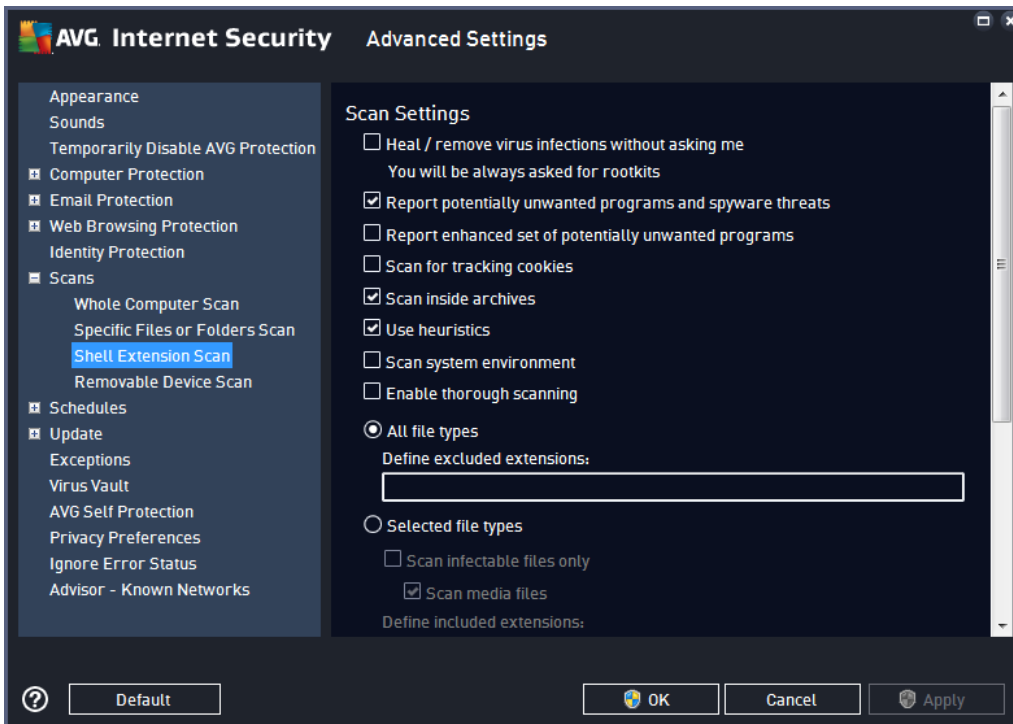 AVG. Internet Security Advanced Settings
Appearance
Sounds
Temporarily Disable AVG Protection
Computer Protection
Email Protection
Web Browsing Protection
Identity Protection
Scans
Whole Computer Scan
Specific Files or Folders Scan
Shell Extension Scan
Removable Device Scan
Schedules
Update
Exceptions
Virus Vault
AVG Self Protection
Privacy Preferences
Ignore Error Status
Advisor - Known Networks
Scan Settings
Heal / remove virus infections without asking me
You will be always asked for rootkits
Report potentially unwanted programs and spyware threats
Report enhanced set of potentially unwanted programs
Scan for tracking cookies
Scan inside archives
Use heuristics
Scan system environment
Enable thorough scanning
All file types
Define excluded extensions:
Selected file types
Scan infectable files only
Scan media files
Define included extensions:
? Default OK Cancel Apply